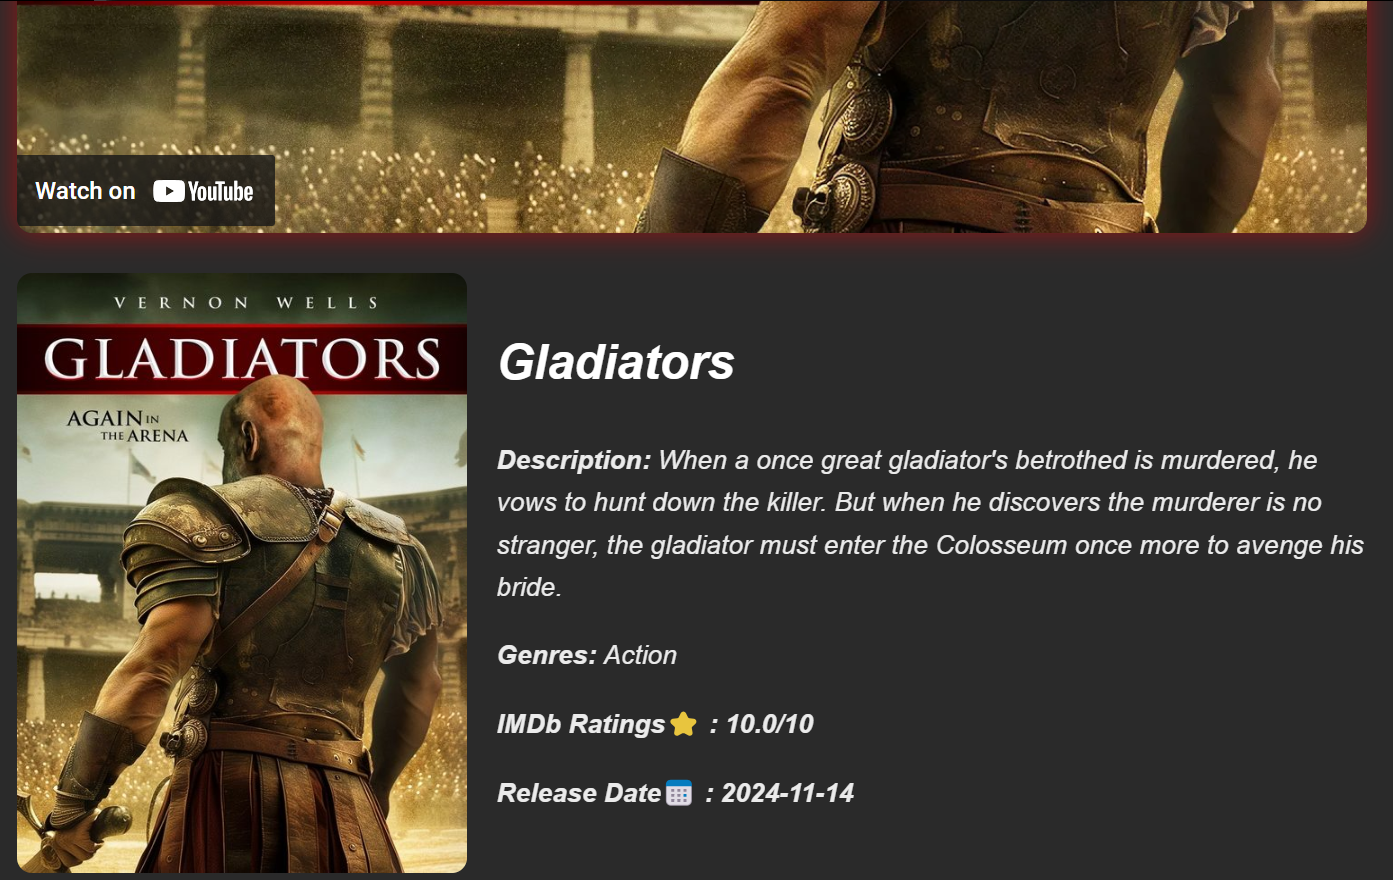 Watch on YouTube
VERNON WELLS
GLADIATORS
AGAIN IN
THE ARENA
Gladiators
Description: When a once great gladiator's betrothed is murdered, he
vows to hunt down the killer. But when he discovers the murderer is no
stranger, the gladiator must enter the Colosseum once more to avenge his
bride.
Genres: Action
IMDb Ratings⭐ : 10.0/10
Release Date📅 : 2024-11-14